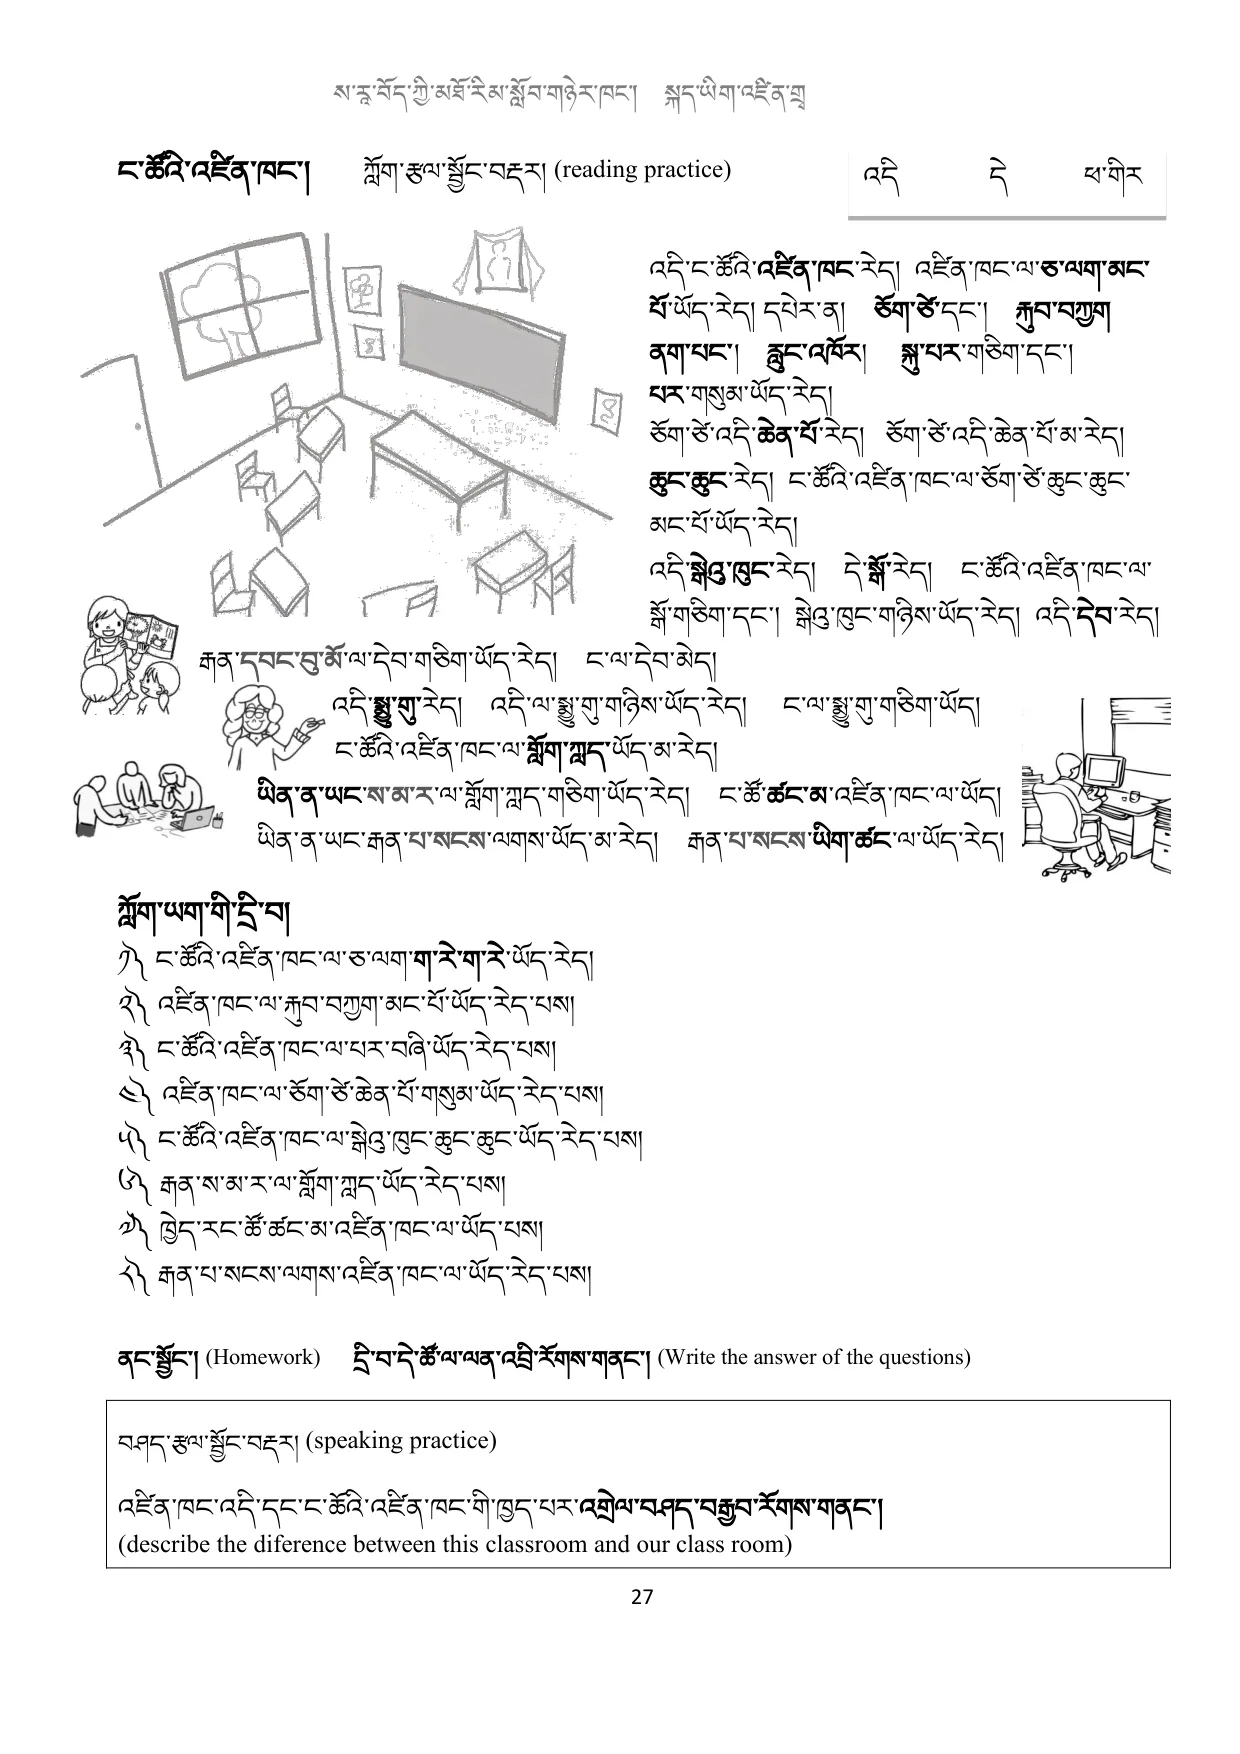 ས་རཱ་བོད་ཀྱི་མཐོ་རིམ་སློབ་གཉེར་ཁང་། སྐད་ཡིག་འཛིན་གྲྭ
ང་ཚོའི་འཛིན་ཁང་། ཀློག་རྩལ་སྦྱོང་བརྡར། (reading practice) འདི དེ ཕ་གིར
འདི་ང་ཚོའི་འཛིན་ཁང་རེད། འཛིན་ཁང་ལ་ཅ་ལག་མང་
པོ་ཡོད་རེད། དཔེར་ན། ཅོག་ཙེ་དང་། རྐུབ་བཀྱག
ནག་པང་། རླུང་འཁོར། སྐུ་པར་གཅིག་དང་།
པར་གསུམ་ཡོད་རེད།
ཅོག་ཙེ་འདི་ཆེན་པོ་རེད། ཅོག་ཙེ་འདི་ཆེན་པོ་མ་རེད།
ཆུང་ཆུང་རེད། ང་ཚོའི་འཛིན་ཁང་ལ་ཅོག་ཙེ་ཆུང་ཆུང་
མང་པོ་ཡོད་རེད།
འདི་སྒེའུ་ཁུང་རེད། དེ་སྒོ་རེད། ང་ཚོའི་འཛིན་ཁང་ལ་
སྒོ་གཅིག་དང་། སྒེའུ་ཁུང་གཉིས་ཡོད་རེད། འདི་དེབ་རེད།
རྒན་དབང་བུ་མོ་ལ་དེབ་གཅིག་ཡོད་རེད། ང་ལ་དེབ་མེད།
འདི་སྨྱུ་གུ་རེད། འདི་ལ་སྨྱུ་གུ་གཉིས་ཡོད་རེད། ང་ལ་སྨྱུ་གུ་གཅིག་ཡོད།
ང་ཚོའི་འཛིན་ཁང་ལ་གློག་ཀླད་ཡོད་མ་རེད།
ཡིན་ན་ཡང་ས་མ་ར་ལ་གློག་ཀླད་གཅིག་ཡོད་རེད། ང་ཚོ་ཚང་མ་འཛིན་ཁང་ལ་ཡོད།
ཡིན་ན་ཡང་རྒན་པ་སངས་ལགས་ཡོད་མ་རེད། རྒན་པ་སངས་ཡིག་ཚང་ལ་ཡོད་རེད།
ཀློག་ཡག་གི་དྲི་བ།
༡༽ ང་ཚོའི་འཛིན་ཁང་ལ་ཅ་ལག་ག་རེ་ག་རེ་ཡོད་རེད།
༢༽ འཛིན་ཁང་ལ་རྐུབ་བཀྱག་མང་པོ་ཡོད་རེད་པས།
༣༽ ང་ཚོའི་འཛིན་ཁང་ལ་པར་བཞི་ཡོད་རེད་པས།
༤༽ འཛིན་ཁང་ལ་ཅོག་ཙེ་ཆེན་པོ་གསུམ་ཡོད་རེད་པས།
༥༽ ང་ཚོའི་འཛིན་ཁང་ལ་སྒེའུ་ཁུང་ཆུང་ཆུང་ཡོད་རེད་པས།
༦༽ རྒན་ས་མ་ར་ལ་གློག་ཀླད་ཡོད་རེད་པས།
༧༽ ཁྱེད་རང་ཚོ་ཚང་མ་འཛིན་ཁང་ལ་ཡོད་པས།
༨༽ རྒན་པ་སངས་ལགས་འཛིན་ཁང་ལ་ཡོད་རེད་པས།
ནང་སྦྱོང་། (Homework) དྲི་བ་དེ་ཚོ་ལ་ལན་འབྲི་རོགས་གནང་། (Write the answer of the questions)
བཤད་རྩལ་སྦྱོང་བརྡར། (speaking practice)
འཛིན་ཁང་འདི་དང་ང་ཚོའི་འཛིན་ཁང་གི་ཁྱད་པར་འགྲེལ་བཤད་བརྒྱབ་རོགས་གནང་།
(describe the diference between this classroom and our class room)
27